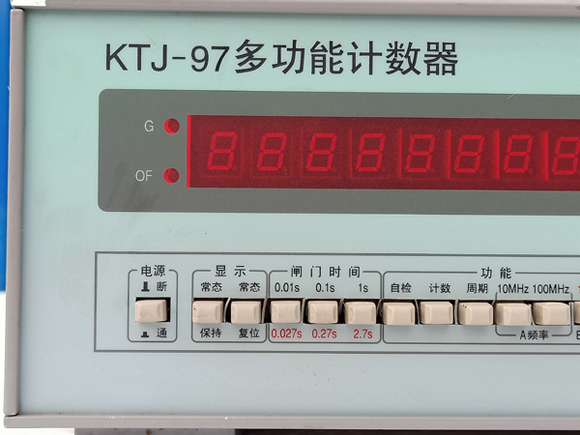 KTJ-97多功能计数器
G
OF
电源
显示
闸门时间
功能
断
常态 常态
0.01s 0.1s 1s
自检 计数 周期
10MHz 100MHz
通
保持 复位
0.027s 0.27s 2.7s
A频率